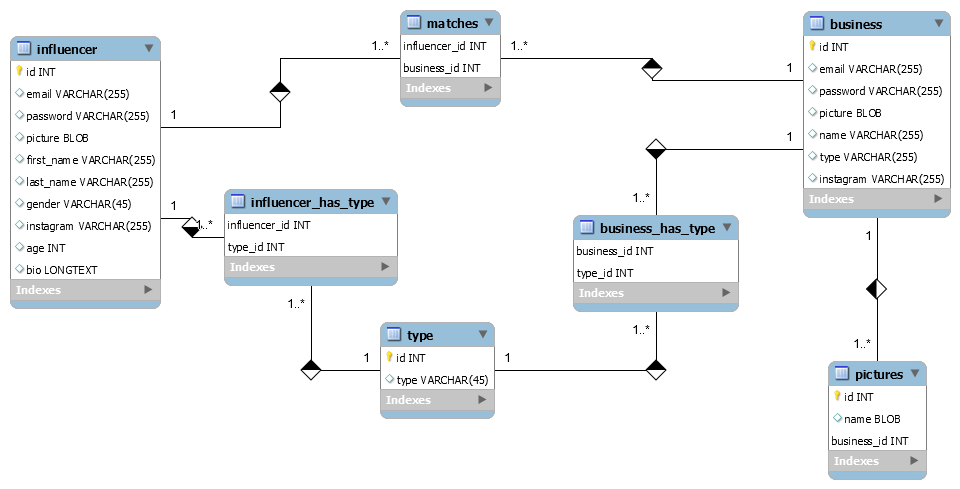 influencer
id INT
email VARCHAR(255)
password VARCHAR(255)
picture BLOB
first_name VARCHAR(255)
last_name VARCHAR(255)
gender VARCHAR(45)
instagram VARCHAR(255)
age INT
bio LONGTEXT
Indexes
1
1..*
matches
influencer_id INT
business_id INT
Indexes
1..*
1
business
id INT
email VARCHAR(255)
password VARCHAR(255)
picture BLOB
name VARCHAR(255)
type VARCHAR(255)
instagram VARCHAR(255)
Indexes
1
1..*
influencer_has_type
influencer_id INT
type_id INT
Indexes
1..*
1
type
id INT
type VARCHAR(45)
Indexes
1
1..*
business_has_type
business_id INT
type_id INT
Indexes
1..*
1
1
1..*
pictures
id INT
name BLOB
business_id INT
Indexes